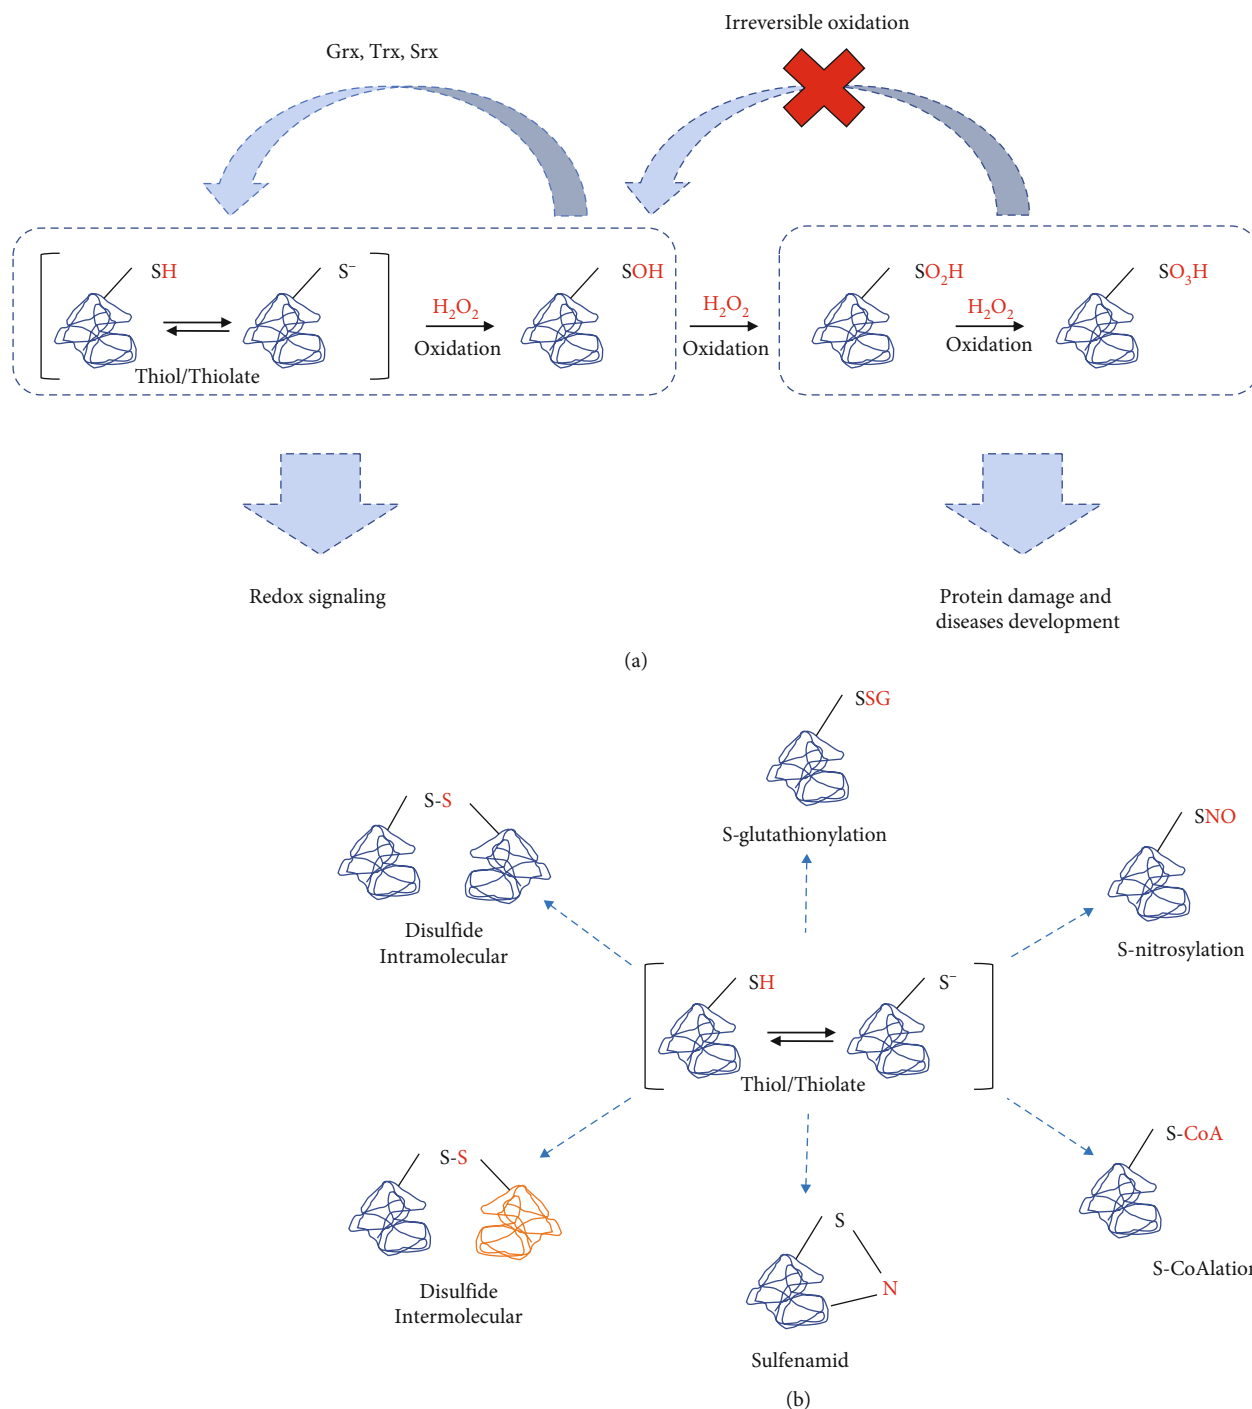 Irreversible oxidation
Grx, Trx, Srx
SH
S⁻
H₂O₂
Oxidation
SOH
H₂O₂
Oxidation
SO₂H
H₂O₂
Oxidation
SO₃H
Thiol/Thiolate
Redox signaling
Protein damage and
diseases development
(a)
SSG
S-glutathionylation
S-S
Disulfide
Intramolecular
SNO
S-nitrosylation
SH
S⁻
Thiol/Thiolate
S-S
Disulfide
Intermolecular
S
N
Sulfenamid
S-CoA
S-CoAlation
(b)